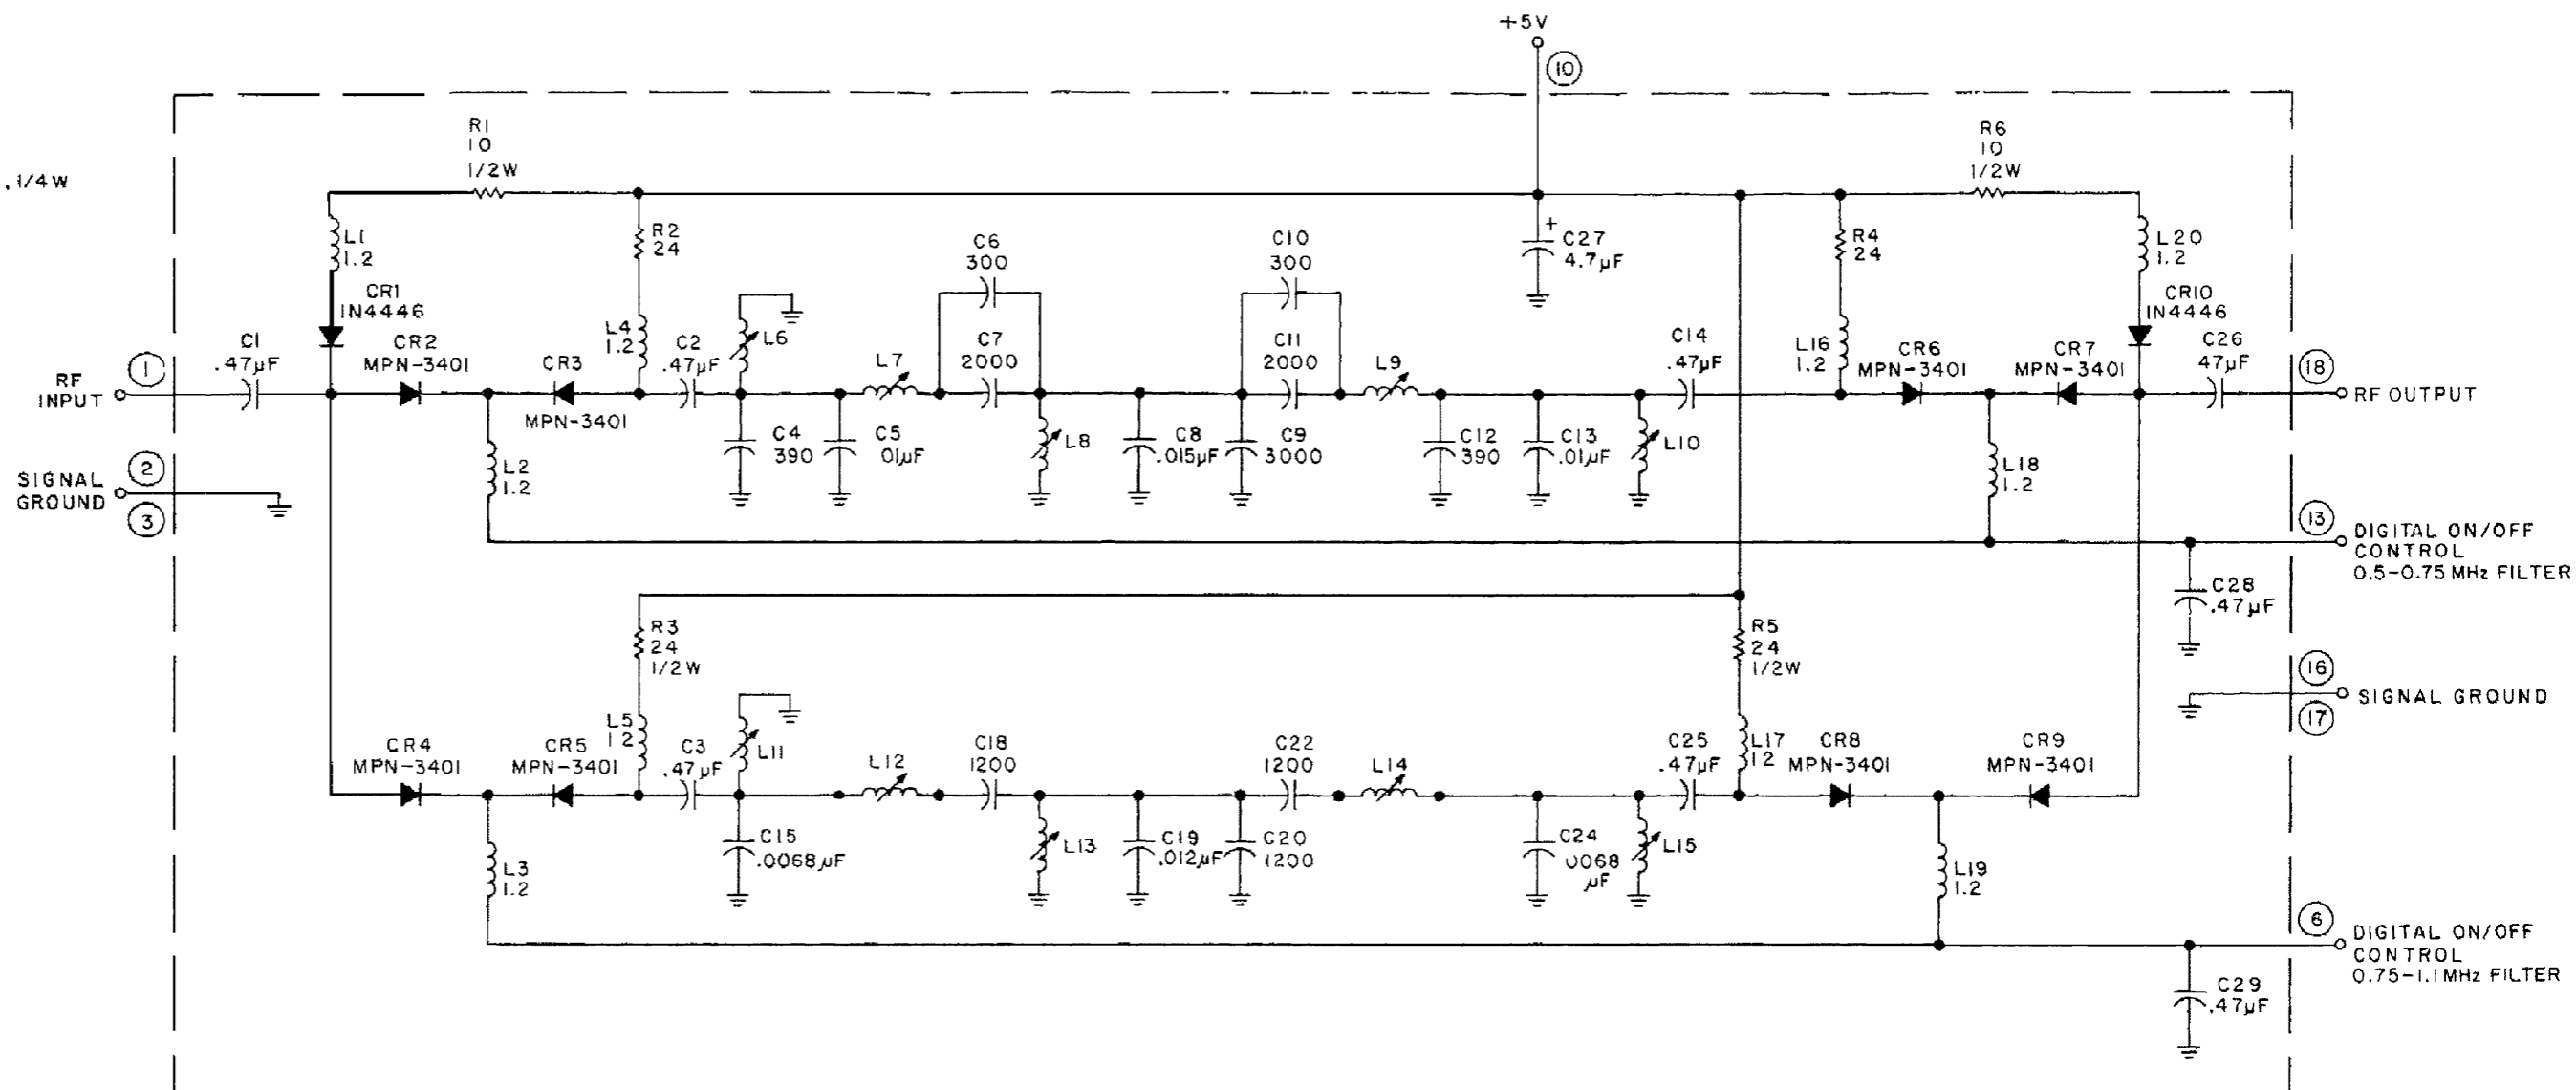 +5V
10
, 1/4W
R1
10
1/2W
R6
10
1/2W
L1
1.2
R2
24
C6
300
C10
300
C27
4.7µF
+
R4
24
L20
1.2
CR1
1N4446
CR10
1N4446
C1
.47µF
CR2
MPN-3401
CR3
MPN-3401
L4
1.2
C2
.47µF
L6
L7
C7
2000
C11
2000
L9
C14
.47µF
L16
1.2
CR6
MPN-3401
CR7
MPN-3401
C26
47µF
1
RF
INPUT
18
RF OUTPUT
L2
1.2
C4
390
C5
01µF
L8
C8
.015µF
C9
3000
C12
390
C13
.01µF
L10
L18
1.2
2
SIGNAL
GROUND
3
13
DIGITAL ON/OFF
CONTROL
0.5-0.75MHz FILTER
C28
.47µF
R3
24
1/2W
R5
24
1/2W
16
SIGNAL GROUND
17
CR4
MPN-3401
CR5
MPN-3401
L5
12
C3
.47µF
L11
L12
C18
1200
C22
1200
L14
C25
.47µF
L17
12
CR8
MPN-3401
CR9
MPN-3401
L3
1.2
C15
.0068µF
L13
C19
.012µF
C20
1200
C24
0068
µF
L15
L19
1.2
6
DIGITAL ON/OFF
CONTROL
0.75-1.1MHz FILTER
C29
.47µF